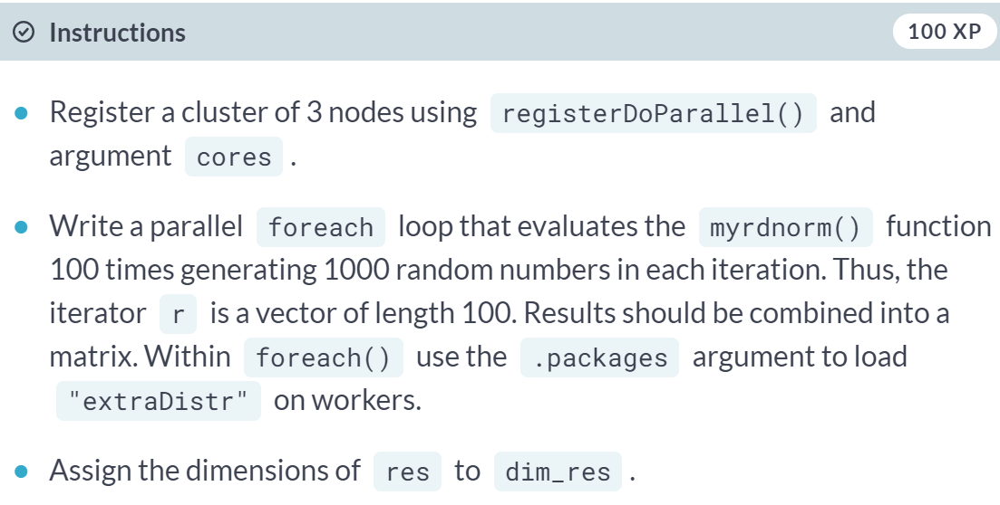 Instructions
100 XP
Register a cluster of 3 nodes using registerDoParallel() and
argument cores .
Write a parallel foreach loop that evaluates the myrdnorm() function
100 times generating 1000 random numbers in each iteration. Thus, the
iterator r is a vector of length 100. Results should be combined into a
matrix. Within foreach() use the .packages argument to load
"extraDistr" on workers.
Assign the dimensions of res to dim_res .